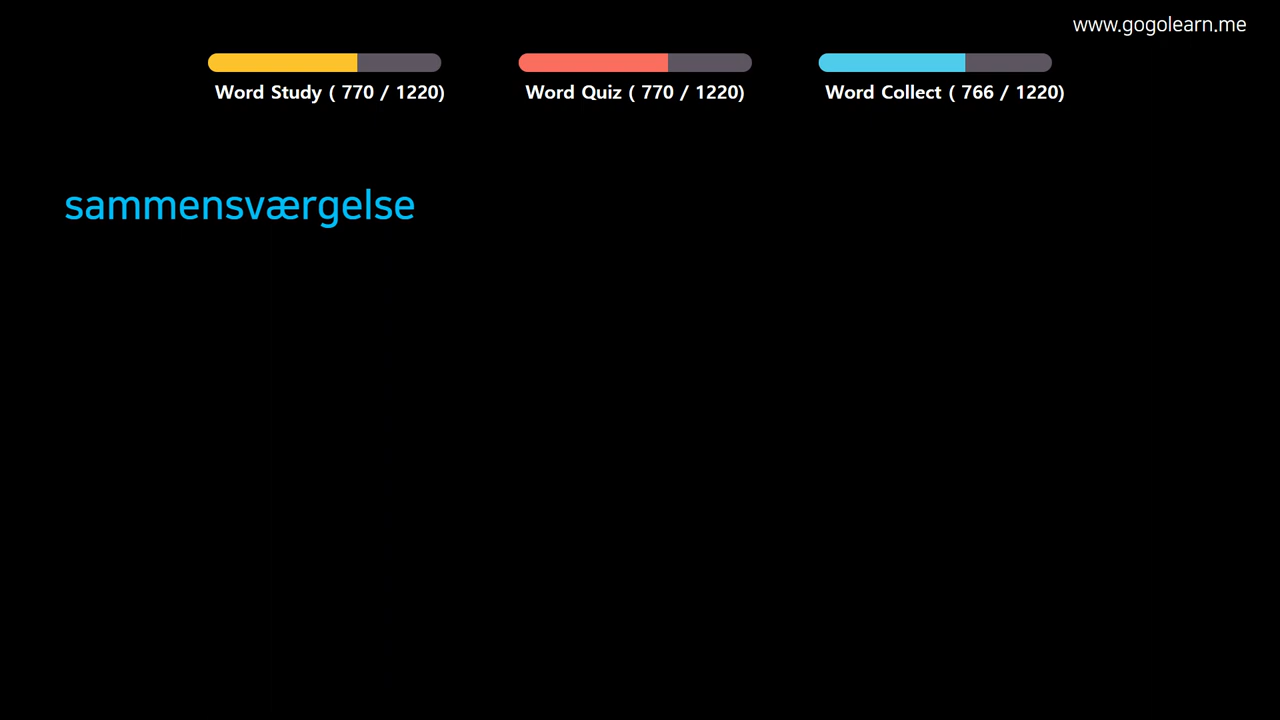 www.gogolearn.me
Word Study ( 770 / 1220)
Word Quiz ( 770 / 1220)
Word Collect ( 766 / 1220)
sammensværgelse